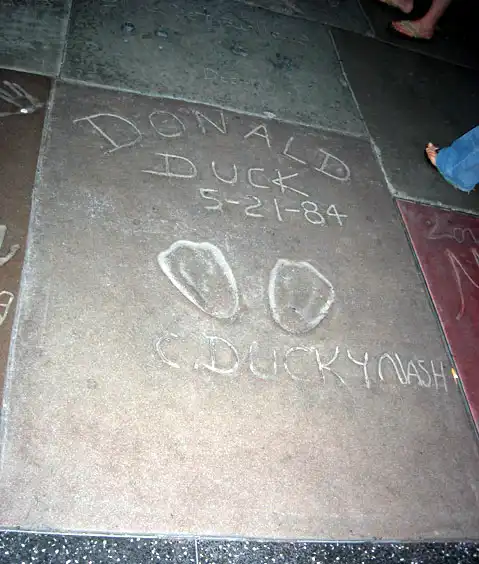 DONALD
DUCK
5-21-84
C. DUCKY NASH